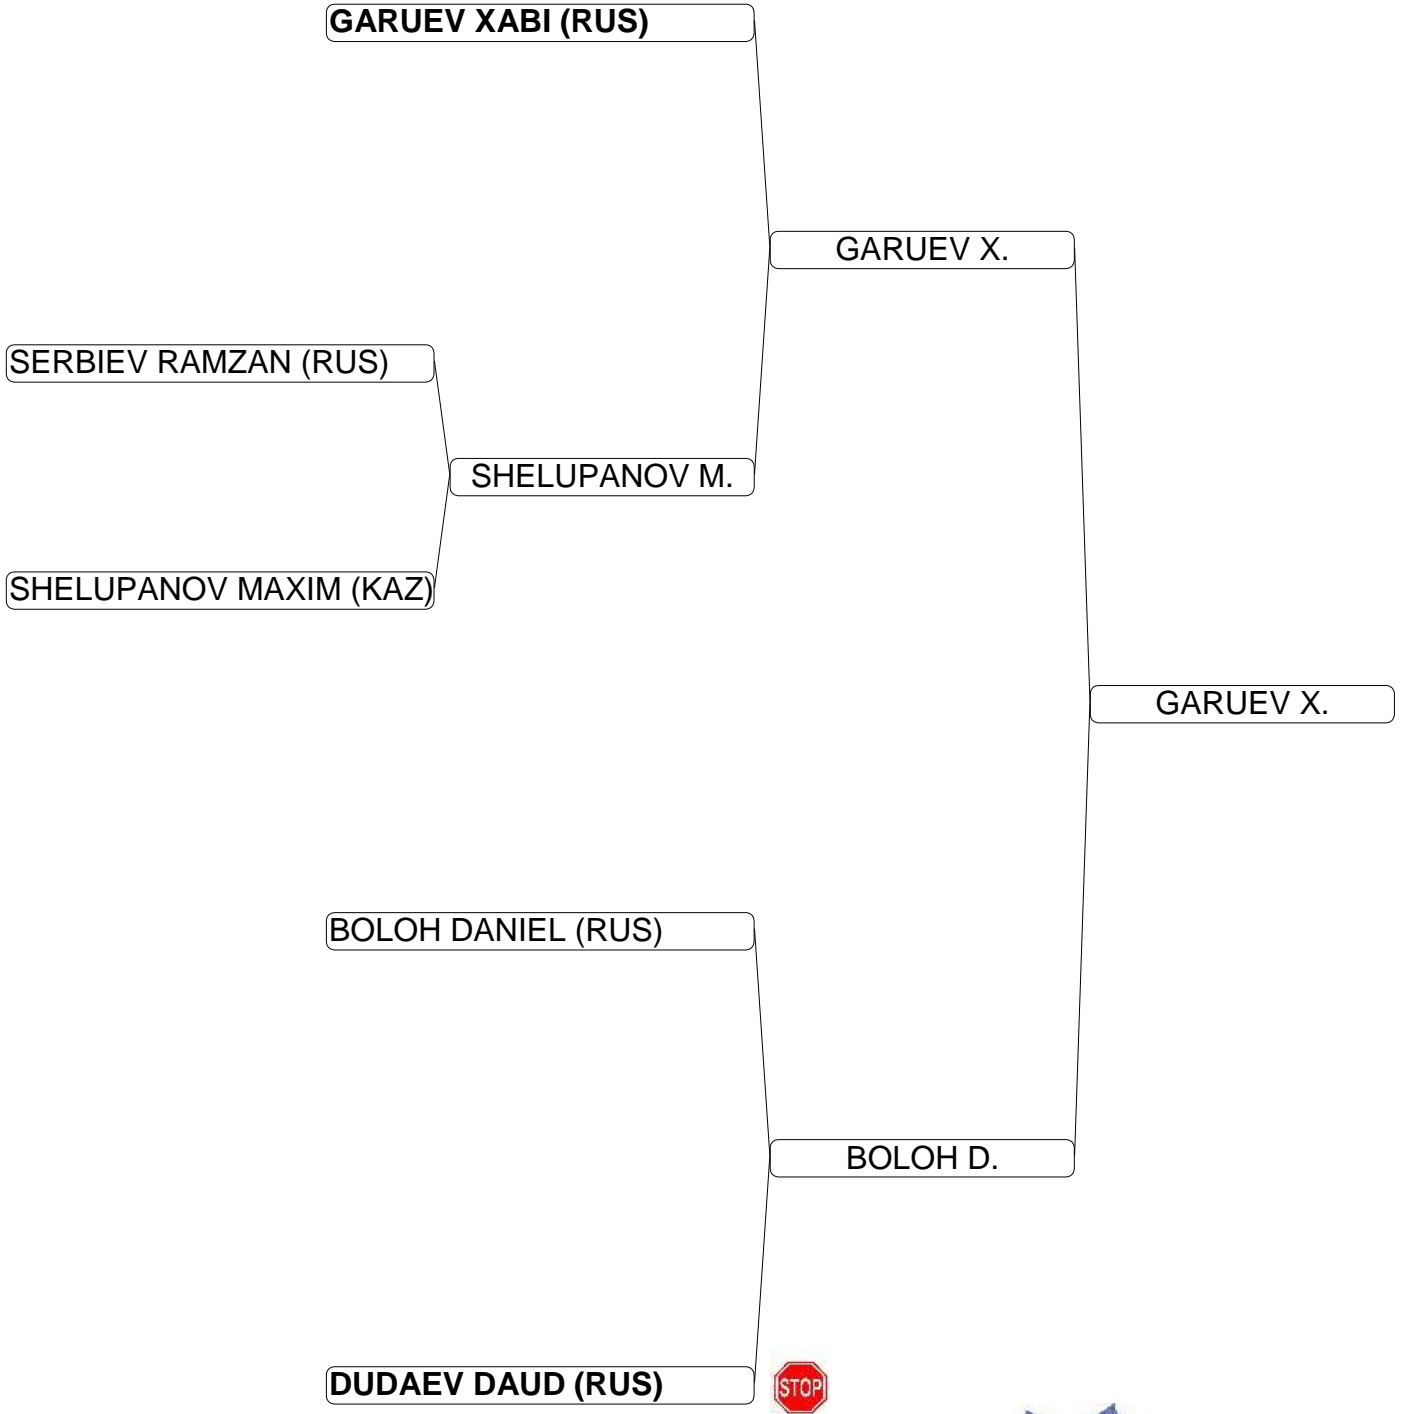 GARUEV XABI (RUS)
GARUEV X.
SERBIEV RAMZAN (RUS)
SHELUPANOV M.
SHELUPANOV MAXIM (KAZ)
GARUEV X.
BOLOH DANIEL (RUS)
BOLOH D.
DUDAEV DAUD (RUS)
STOP